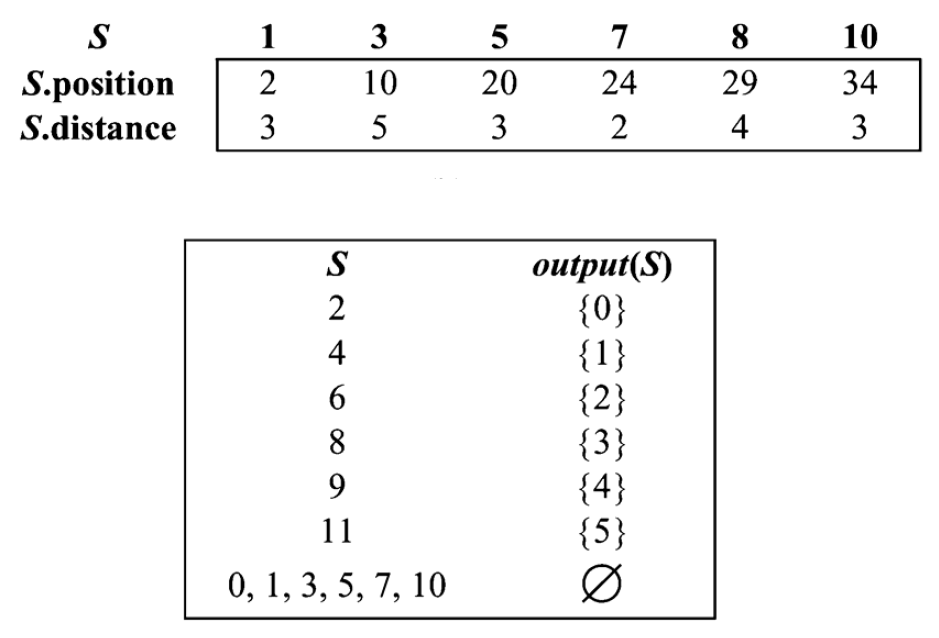 S 1 3 5 7 8 10
S.position 2 10 20 24 29 34
S.distance 3 5 3 2 4 3
S output(S)
2 {0}
4 {1}
6 {2}
8 {3}
9 {4}
11 {5}
0, 1, 3, 5, 7, 10 ∅